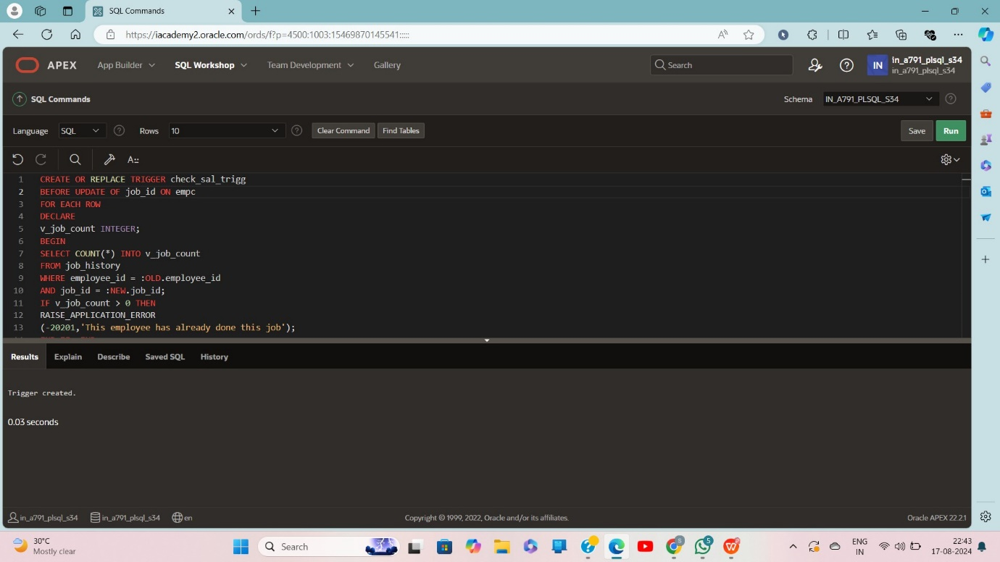 SQL Commands
https://iacademy2.oracle.com/ords/f?p=4500:1003:15469870145541:::::
APEX App Builder SQL Workshop Team Development Gallery Search IN in_a791_plsql_s34
in_a791_plsql_s34
SQL Commands Schema IN_A791_PLSQL_S34
Language SQL Rows 10 Clear Command Find Tables Save Run
A::
1 CREATE OR REPLACE TRIGGER check_sal_trigg
2 BEFORE UPDATE OF job_id ON empc
3 FOR EACH ROW
4 DECLARE
5 v_job_count INTEGER;
6 BEGIN
7 SELECT COUNT(*) INTO v_job_count
8 FROM job_history
9 WHERE employee_id = :OLD.employee_id
10 AND job_id = :NEW.job_id;
11 IF v_job_count > 0 THEN
12 RAISE_APPLICATION_ERROR
13 (-20201,'This employee has already done this job');
Results Explain Describe Saved SQL History
Trigger created.
0.03 seconds
in_a791_plsql_s34 in_a791_plsql_s34 en Copyright © 1999, 2022, Oracle and/or its affiliates. Oracle APEX 22.2.1
30°C
Mostly clear
Search
5
ENG
IN
22:43
17-08-2024